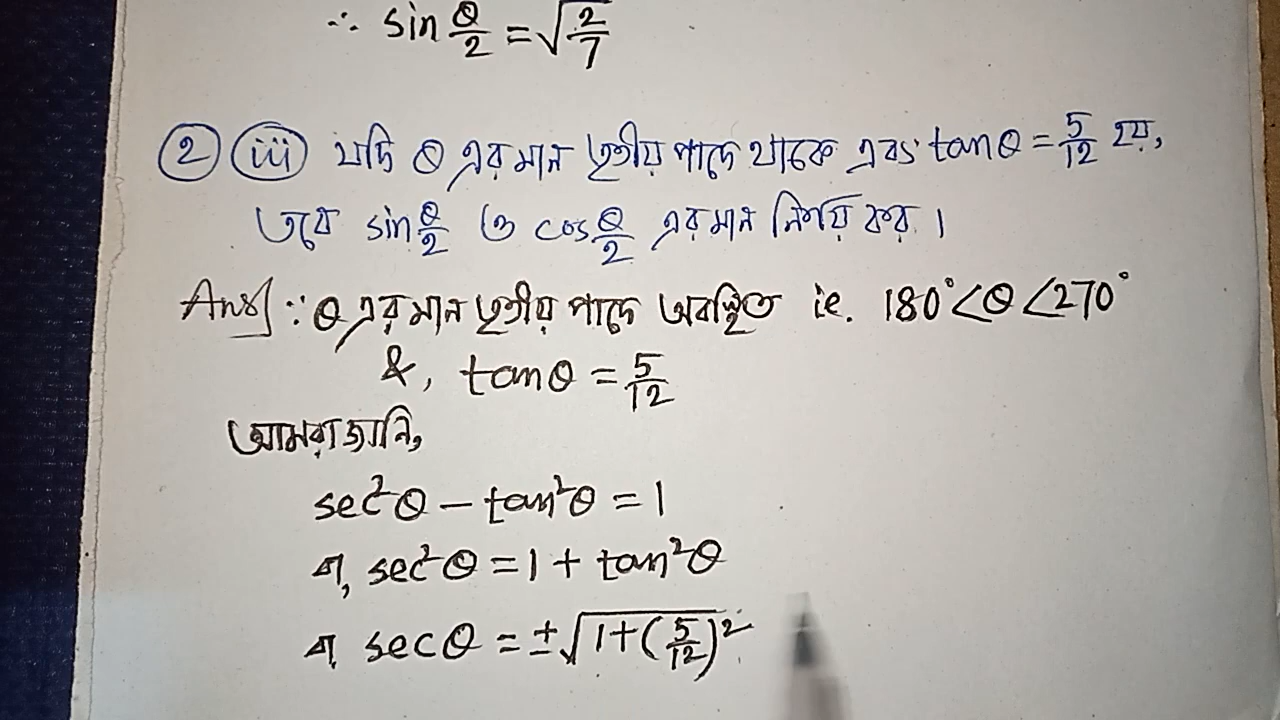 ∴ sin θ/2 = √(2/7)
② (iii) যদি θ এর মান তৃতীয় পাদে থাকে এবং tanθ = 5/12 হয়,
তবে sin θ/2 ও cos θ/2 এর মান নির্ণয় কর।
Ans] ∵ θ এর মান তৃতীয় পাদে অবস্থিত ie. 180° < θ < 270°
&, tanθ = 5/12
আমরা জানি,
sec²θ – tan²θ = 1
বা, sec²θ = 1 + tan²θ
বা, secθ = ±√(1+(5/12)²)